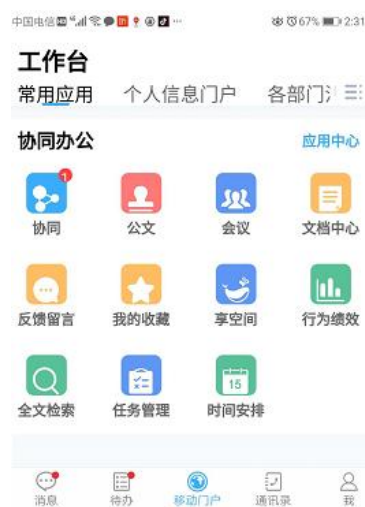 中国电信 67% 2:31
工作台
常用应用 个人信息门户 各部门
协同办公 应用中心
1
协同 公文 会议 文档中心
反馈留言 我的收藏 享空间 行为绩效
15
全文检索 任务管理 时间安排
消息 待办 移动门户 通讯录 我